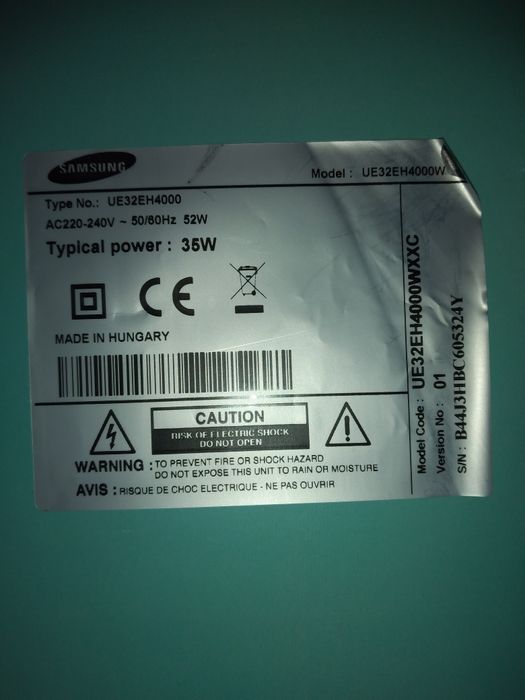 SAMSUNG
Model : UE32EH4000W
Type No.: UE32EH4000
AC220-240V ~ 50/60Hz 52W
Typical power : 35W
CE
MADE IN HUNGARY
CAUTION
RISK OF ELECTRIC SHOCK
DO NOT OPEN
WARNING : TO PREVENT FIRE OR SHOCK HAZARD
DO NOT EXPOSE THIS UNIT TO RAIN OR MOISTURE
AVIS : RISQUE DE CHOC ELECTRIQUE - NE PAS OUVRIR
Model Code : UE32EH4000WXXC
Version No : 01
S/N : B44J3HBC605324Y